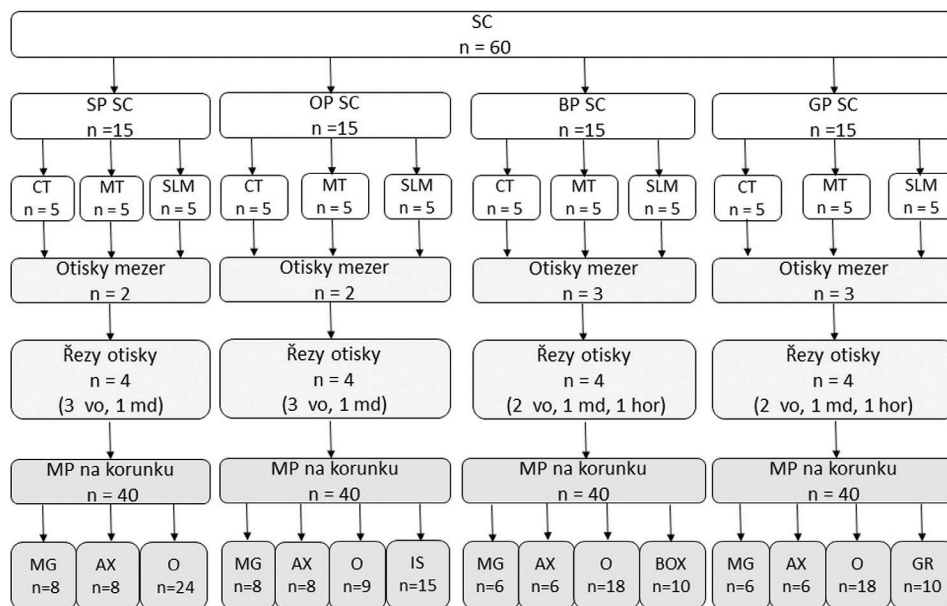 SC
n = 60
SP SC
n =15
OP SC
n =15
BP SC
n =15
GP SC
n =15
CT
n = 5
MT
n = 5
SLM
n = 5
CT
n = 5
MT
n = 5
SLM
n = 5
CT
n = 5
MT
n = 5
SLM
n = 5
CT
n = 5
MT
n = 5
SLM
n = 5
Otisky mezer
n = 2
Otisky mezer
n = 2
Otisky mezer
n = 3
Otisky mezer
n = 3
Řezy otisky
n = 4
(3 vo, 1 md)
Řezy otisky
n = 4
(3 vo, 1 md)
Řezy otisky
n = 4
(2 vo, 1 md, 1 hor)
Řezy otisky
n = 4
(2 vo, 1 md, 1 hor)
MP na korunku
n = 40
MP na korunku
n = 40
MP na korunku
n = 40
MP na korunku
n = 40
MG
n=8
AX
n=8
O
n=24
MG
n=8
AX
n=8
O
n=9
IS
n=15
MG
n=6
AX
n=6
O
n=18
BOX
n=10
MG
n=6
AX
n=6
O
n=18
GR
n=10